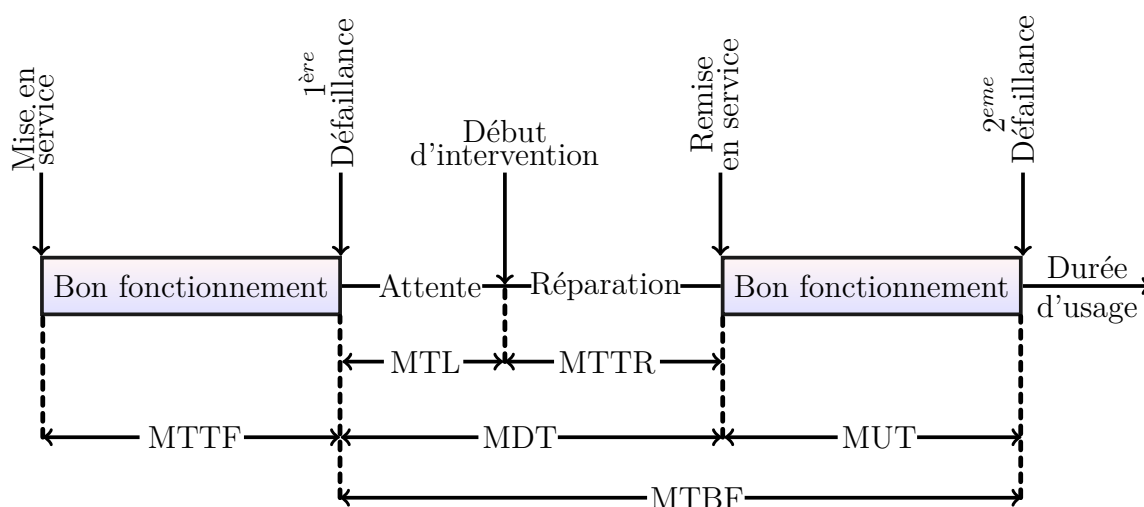 Mise en
service
1ère
Défaillance
Début
d'intervention
Remise
en service
2eme
Défaillance
Bon fonctionnement
Attente
Réparation
Bon fonctionnement
Durée
d'usage
MTL
MTTR
MTTF
MDT
MUT
MTBF